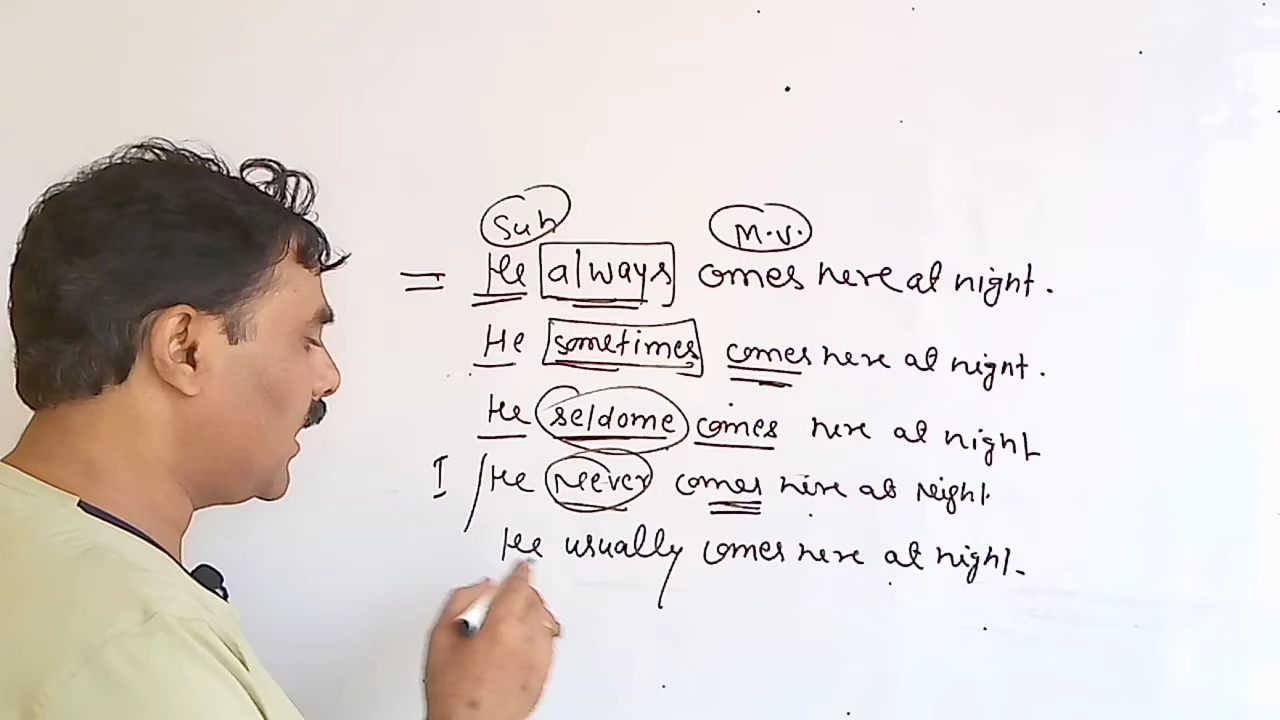 Sub M.V.
= He always comes here at night.
He sometimes comes here at night.
He seldome comes here at night
I / He Never comes here at Night.
He usually comes here at night.